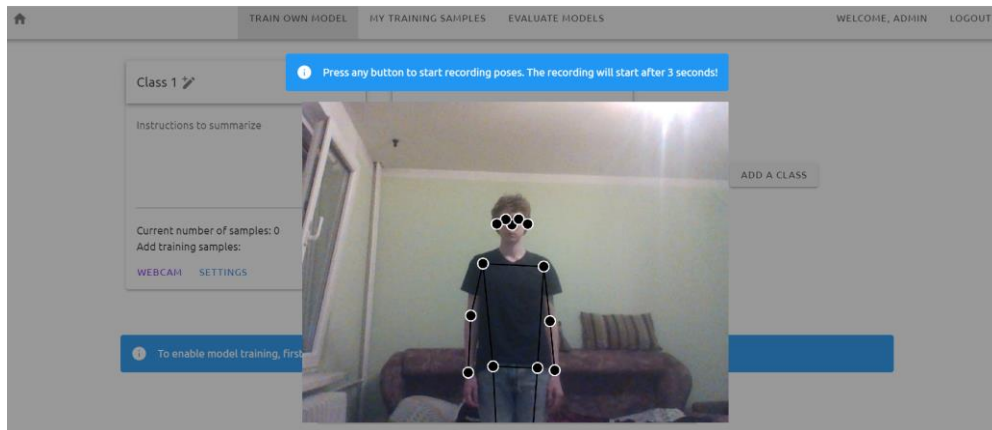 TRAIN OWN MODEL MY TRAINING SAMPLES EVALUATE MODELS WELCOME, ADMIN LOGOUT
Press any button to start recording poses. The recording will start after 3 seconds!
Class 1
Instructions to summarize
ADD A CLASS
Current number of samples: 0
Add training samples:
WEBCAM SETTINGS
To enable model training, first